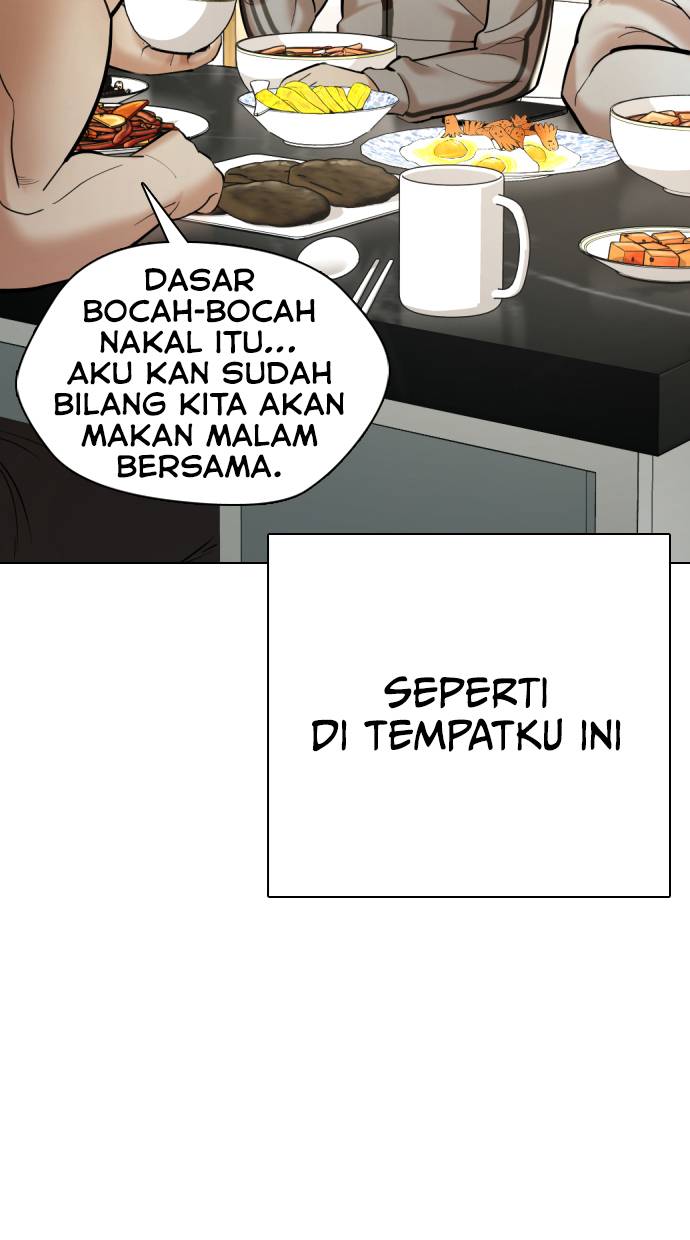 DASAR
BOCAH-BOCAH
NAKAL ITU...
AKU KAN SUDAH
BILANG KITA AKAN
MAKAN MALAM
BERSAMA.
SEPERTI
DI TEMPATKU INI